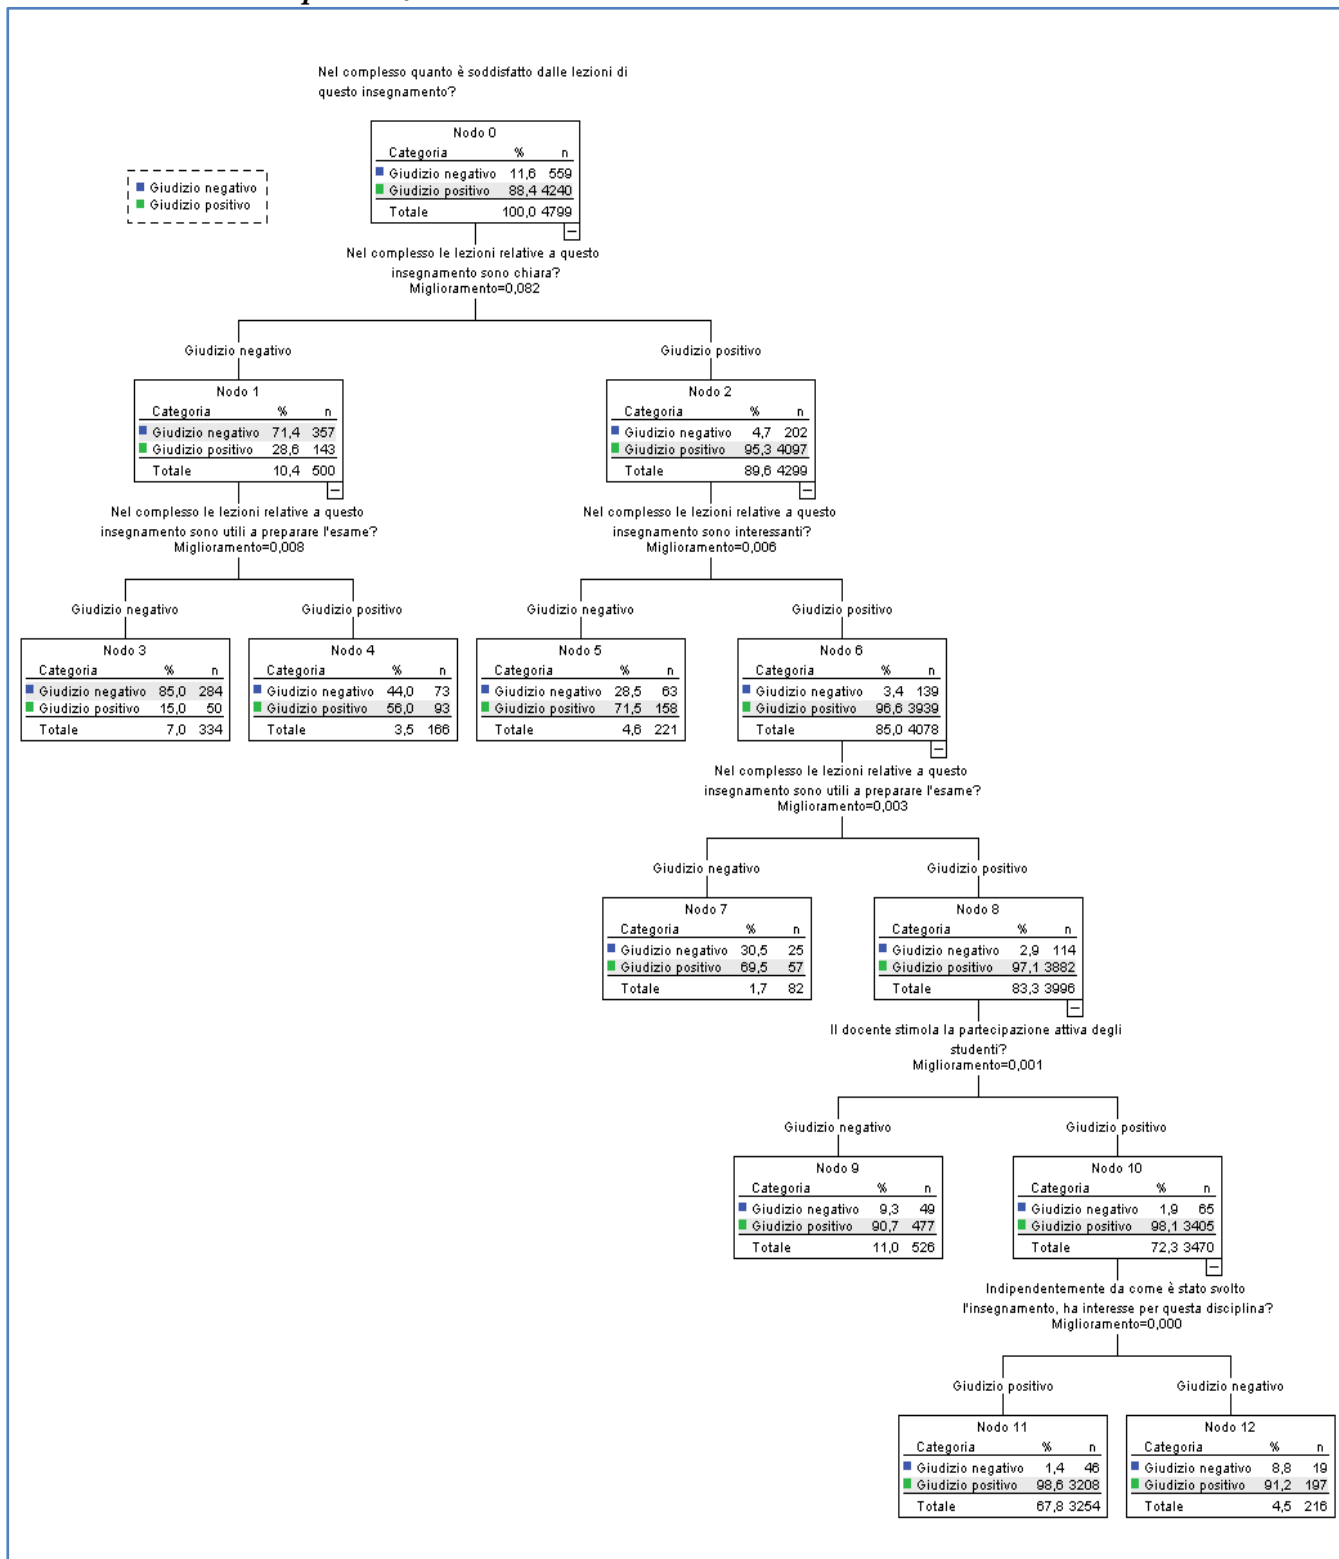 Nel complesso quanto è soddisfatto dalle lezioni di
questo insegnamento?
Nodo 0
Categoria % n
Giudizio negativo 11,6 559
Giudizio positivo 88,4 4240
Totale 100,0 4799
Giudizio negativo
Giudizio positivo
Nel complesso le lezioni relative a questo
insegnamento sono chiara?
Miglioramento=0,082
Giudizio negativo
Giudizio positivo
Nodo 1
Categoria % n
Giudizio negativo 71,4 357
Giudizio positivo 28,6 143
Totale 10,4 500
Nodo 2
Categoria % n
Giudizio negativo 4,7 202
Giudizio positivo 95,3 4097
Totale 89,6 4299
Nel complesso le lezioni relative a questo
insegnamento sono utili a preparare l'esame?
Miglioramento=0,008
Nel complesso le lezioni relative a questo
insegnamento sono interessanti?
Miglioramento=0,006
Giudizio negativo
Giudizio positivo
Giudizio negativo
Giudizio positivo
Nodo 3
Categoria % n
Giudizio negativo 85,0 284
Giudizio positivo 15,0 50
Totale 7,0 334
Nodo 4
Categoria % n
Giudizio negativo 44,0 73
Giudizio positivo 56,0 93
Totale 3,5 166
Nodo 5
Categoria % n
Giudizio negativo 28,5 63
Giudizio positivo 71,5 158
Totale 4,6 221
Nodo 6
Categoria % n
Giudizio negativo 3,4 139
Giudizio positivo 96,6 3939
Totale 85,0 4078
Nel complesso le lezioni relative a questo
insegnamento sono utili a preparare l'esame?
Miglioramento=0,003
Giudizio negativo
Giudizio positivo
Nodo 7
Categoria % n
Giudizio negativo 30,5 25
Giudizio positivo 69,5 57
Totale 1,7 82
Nodo 8
Categoria % n
Giudizio negativo 2,9 114
Giudizio positivo 97,1 3882
Totale 83,3 3996
Il docente stimola la partecipazione attiva degli
studenti?
Miglioramento=0,001
Giudizio negativo
Giudizio positivo
Nodo 9
Categoria % n
Giudizio negativo 9,3 49
Giudizio positivo 90,7 477
Totale 11,0 526
Nodo 10
Categoria % n
Giudizio negativo 1,9 65
Giudizio positivo 98,1 3405
Totale 72,3 3470
Indipendentemente da come è stato svolto
l'insegnamento, ha interesse per questa disciplina?
Miglioramento=0,000
Giudizio positivo
Giudizio negativo
Nodo 11
Categoria % n
Giudizio negativo 1,4 46
Giudizio positivo 98,6 3208
Totale 67,8 3254
Nodo 12
Categoria % n
Giudizio negativo 8,8 19
Giudizio positivo 91,2 197
Totale 4,5 216